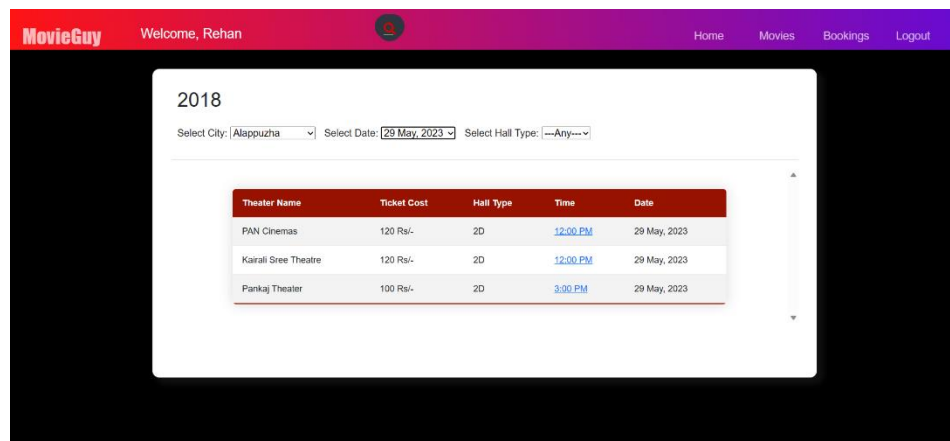 MovieGuy Welcome, Rehan Home Movies Bookings Logout
2018
Select City: Alappuzha Select Date: 29 May, 2023 Select Hall Type: ---Any---
Theater Name Ticket Cost Hall Type Time Date
PAN Cinemas 120 Rs/- 2D 12:00 PM 29 May, 2023
Kairali Sree Theatre 120 Rs/- 2D 12:00 PM 29 May, 2023
Pankaj Theater 100 Rs/- 2D 3:00 PM 29 May, 2023